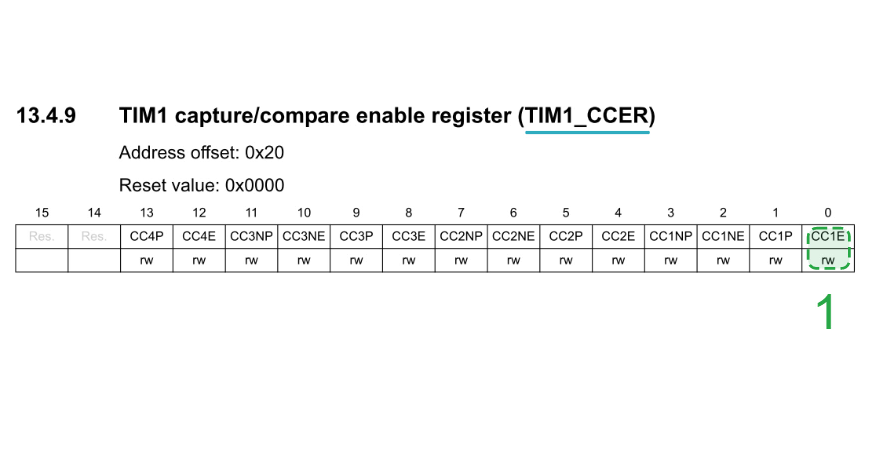 13.4.9 TIM1 capture/compare enable register (TIM1_CCER)
Address offset: 0x20
Reset value: 0x0000
15 14 13 12 11 10 9 8 7 6 5 4 3 2 1 0
Res. Res. CC4P CC4E CC3NP CC3NE CC3P CC3E CC2NP CC2NE CC2P CC2E CC1NP CC1NE CC1P CC1E
rw rw rw rw rw rw rw rw rw rw rw rw rw rw
1